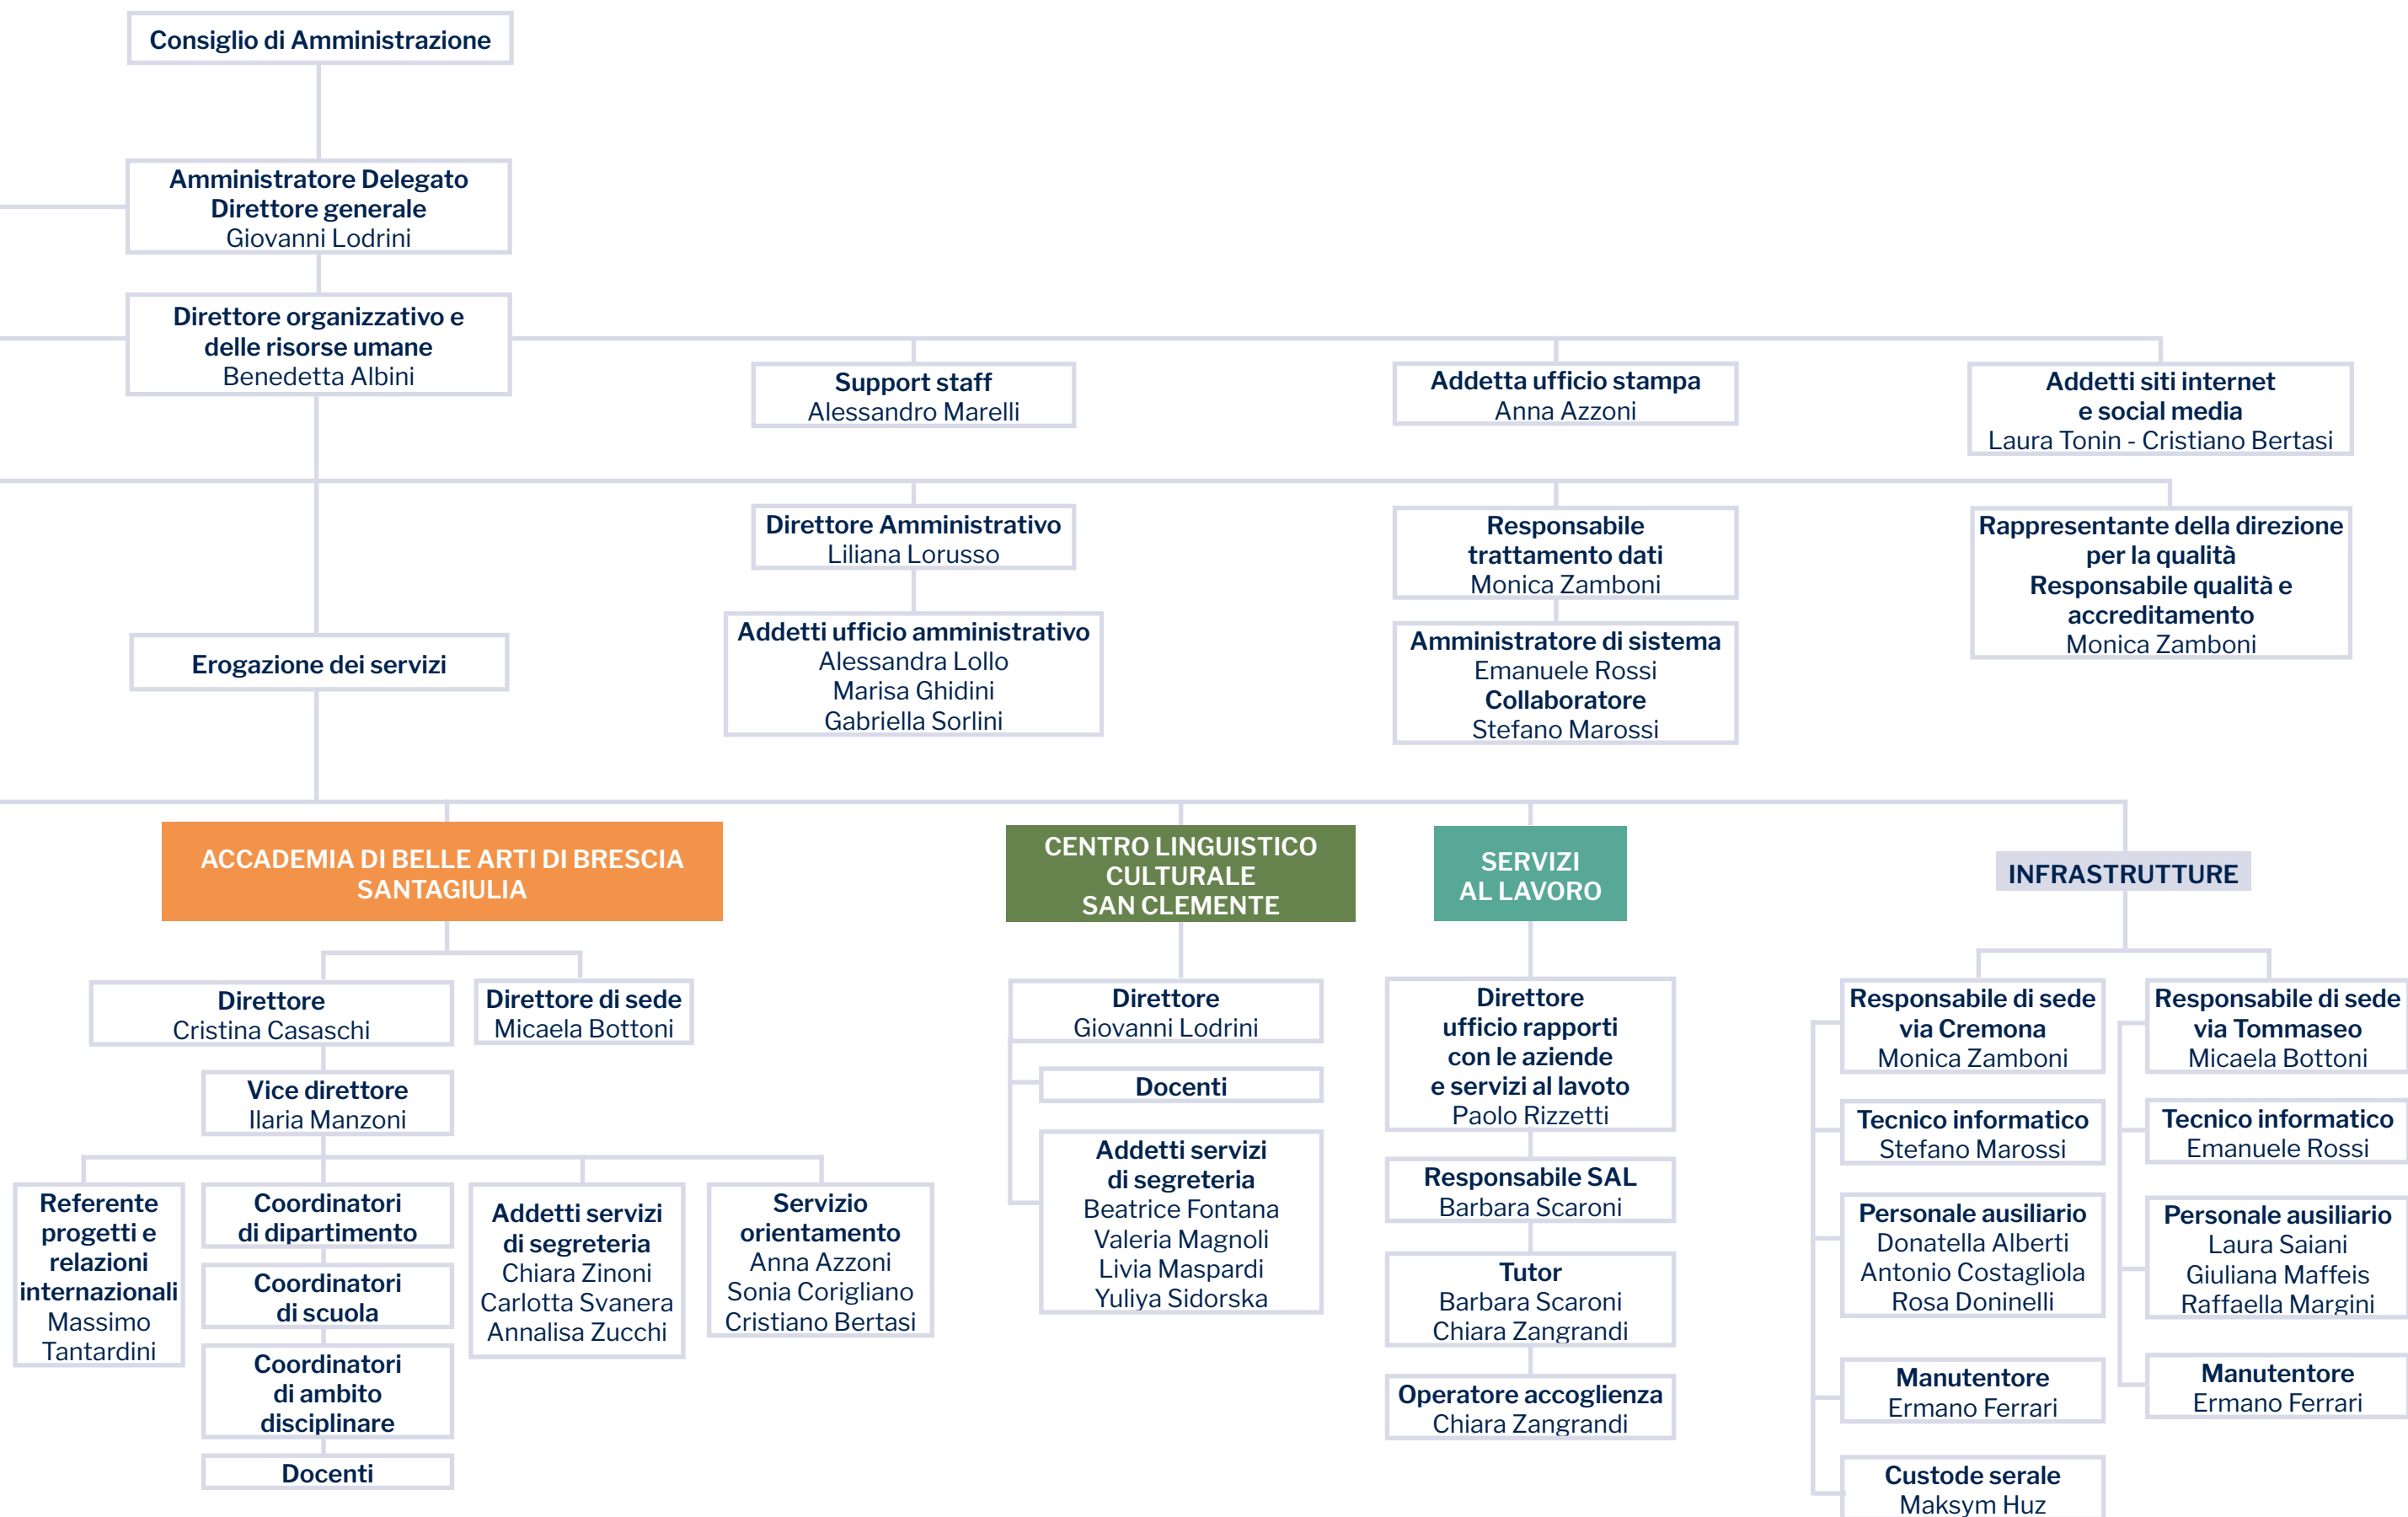 Consiglio di Amministrazione
Amministratore Delegato
Direttore generale
Giovanni Lodrini
Direttore organizzativo e
delle risorse umane
Benedetta Albini
Support staff
Alessandro Marelli
Addetta ufficio stampa
Anna Azzoni
Addetti siti internet
e social media
Laura Tonin - Cristiano Bertasi
Direttore Amministrativo
Liliana Lorusso
Addetti ufficio amministrativo
Alessandra Lollo
Marisa Ghidini
Gabriella Sorlini
Responsabile
trattamento dati
Monica Zamboni
Amministratore di sistema
Emanuele Rossi
Collaboratore
Stefano Marossi
Rappresentante della direzione
per la qualità
Responsabile qualità e
accreditamento
Monica Zamboni
Erogazione dei servizi
ACCADEMIA DI BELLE ARTI DI BRESCIA
SANTAGIULIA
Direttore
Cristina Casaschi
Direttore di sede
Micaela Bottoni
Vice direttore
Ilaria Manzoni
Referente
progetti e
relazioni
internazionali
Massimo
Tantardini
Coordinatori
di dipartimento
Coordinatori
di scuola
Coordinatori
di ambito
disciplinare
Docenti
Addetti servizi
di segreteria
Chiara Zinoni
Carlotta Svanera
Annalisa Zucchi
Servizio
orientamento
Anna Azzoni
Sonia Corigliano
Cristiano Bertasi
CENTRO LINGUISTICO
CULTURALE
SAN CLEMENTE
Direttore
Giovanni Lodrini
Docenti
Addetti servizi
di segreteria
Beatrice Fontana
Valeria Magnoli
Livia Maspardi
Yuliya Sidorska
SERVIZI
AL LAVORO
Direttore
ufficio rapporti
con le aziende
e servizi al lavoto
Paolo Rizzetti
Responsabile SAL
Barbara Scaroni
Tutor
Barbara Scaroni
Chiara Zangrandi
Operatore accoglienza
Chiara Zangrandi
INFRASTRUTTURE
Responsabile di sede
via Cremona
Monica Zamboni
Tecnico informatico
Stefano Marossi
Personale ausiliario
Donatella Alberti
Antonio Costagliola
Rosa Doninelli
Manutentore
Ermano Ferrari
Custode serale
Maksym Huz
Responsabile di sede
via Tommaseo
Micaela Bottoni
Tecnico informatico
Emanuele Rossi
Personale ausiliario
Laura Saiani
Giuliana Maffeis
Raffaella Margini
Manutentore
Ermano Ferrari